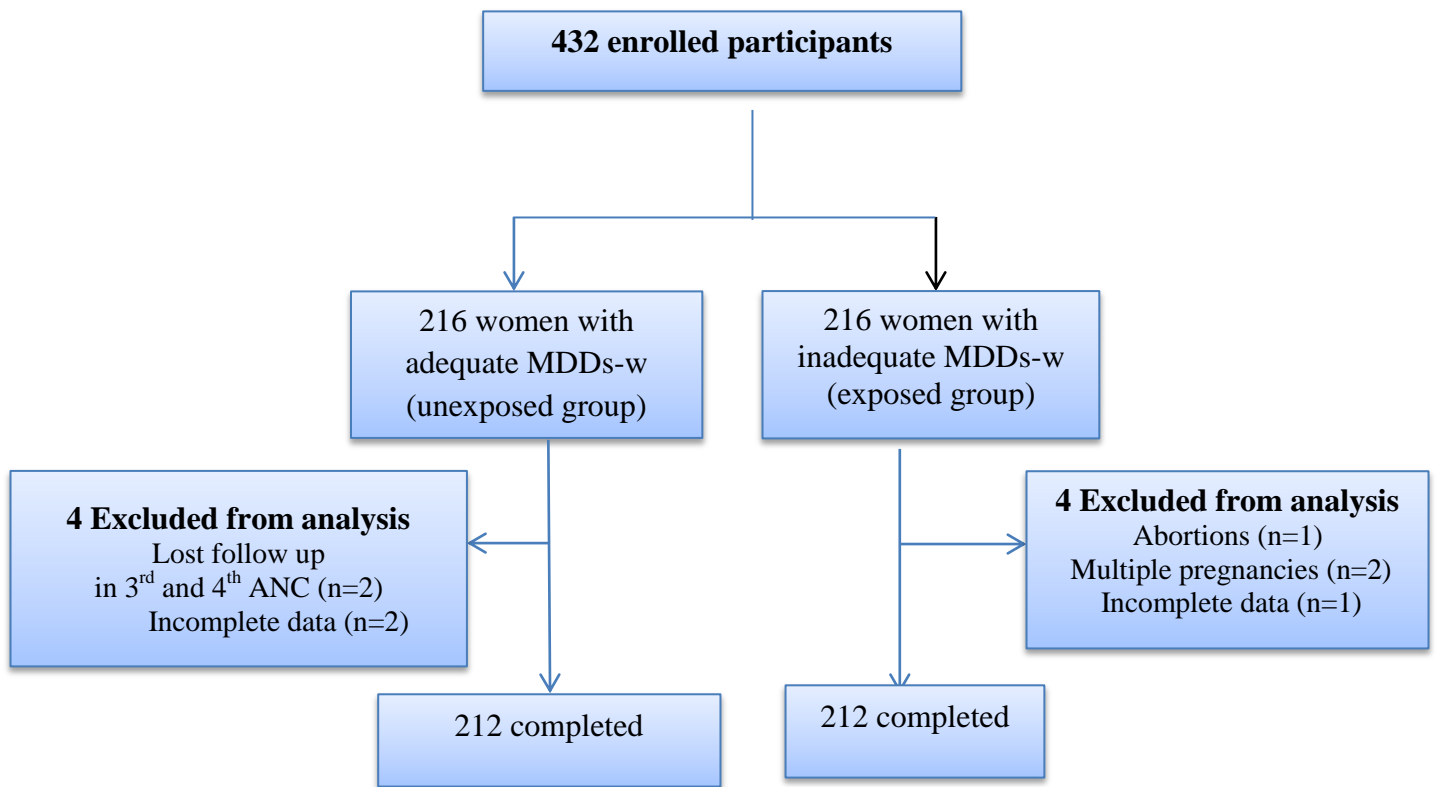 432 enrolled participants
216 women with
adequate MDDs-w
(unexposed group)
216 women with
inadequate MDDs-w
(exposed group)
4 Excluded from analysis
Lost follow up
in 3rd and 4th ANC (n=2)
Incomplete data (n=2)
4 Excluded from analysis
Abortions (n=1)
Multiple pregnancies (n=2)
Incomplete data (n=1)
212 completed
212 completed